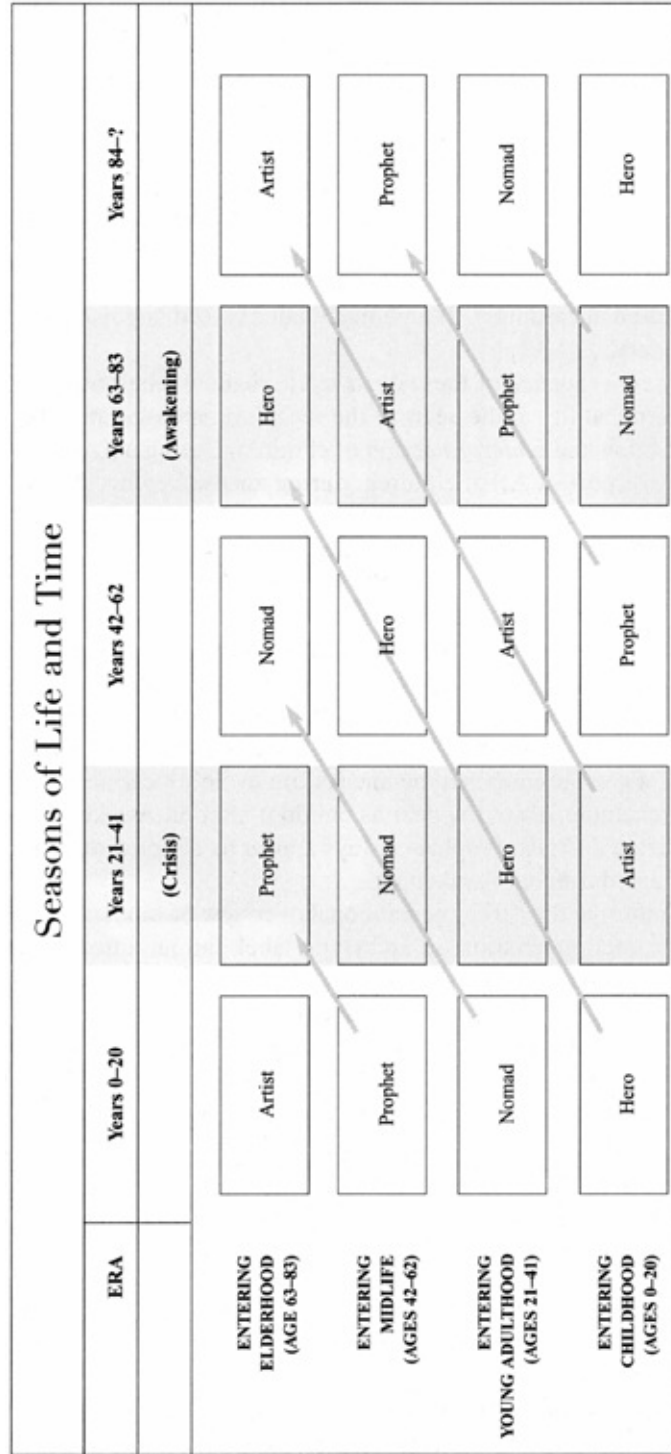 Seasons of Life and Time
ERA
Years 0–20
Years 21–41
Years 42–62
Years 63–83
Years 84–?
(Crisis)
(Awakening)
ENTERING
ELDERHOOD
(AGE 63–83)
Artist
Prophet
Nomad
Hero
Artist
ENTERING
MIDLIFE
(AGES 42–62)
Prophet
Nomad
Hero
Artist
Prophet
ENTERING
YOUNG ADULTHOOD
(AGES 21–41)
Nomad
Hero
Artist
Prophet
Nomad
ENTERING
CHILDHOOD
(AGES 0–20)
Hero
Artist
Prophet
Nomad
Hero